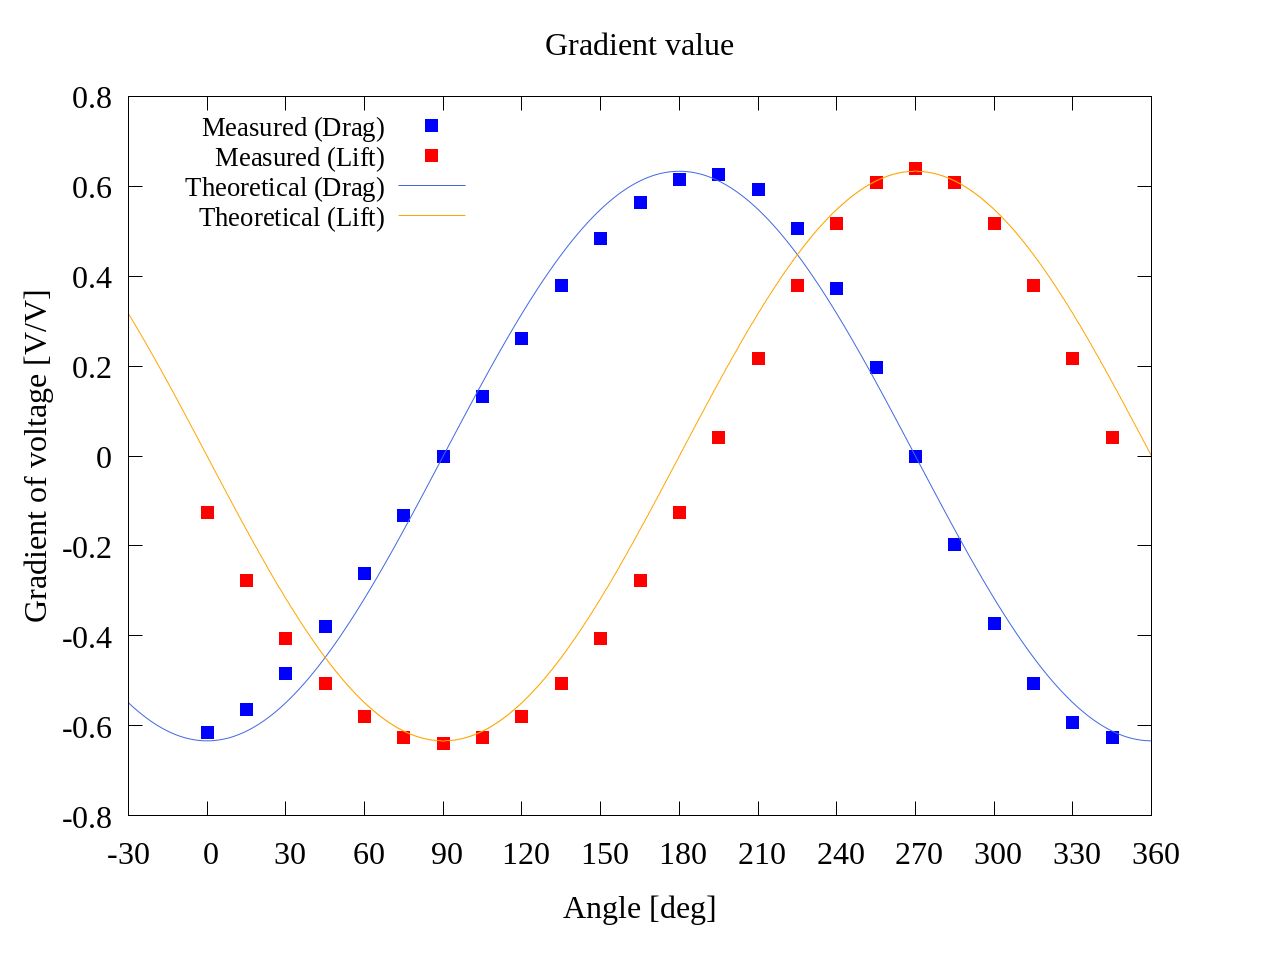 Gradient value
0.8
0.6
0.4
0.2
0
-0.2
-0.4
-0.6
-0.8
Gradient of voltage [V/V]
Measured (Drag)
Measured (Lift)
Theoretical (Drag)
Theoretical (Lift)
-30 0 30 60 90 120 150 180 210 240 270 300 330 360
Angle [deg]